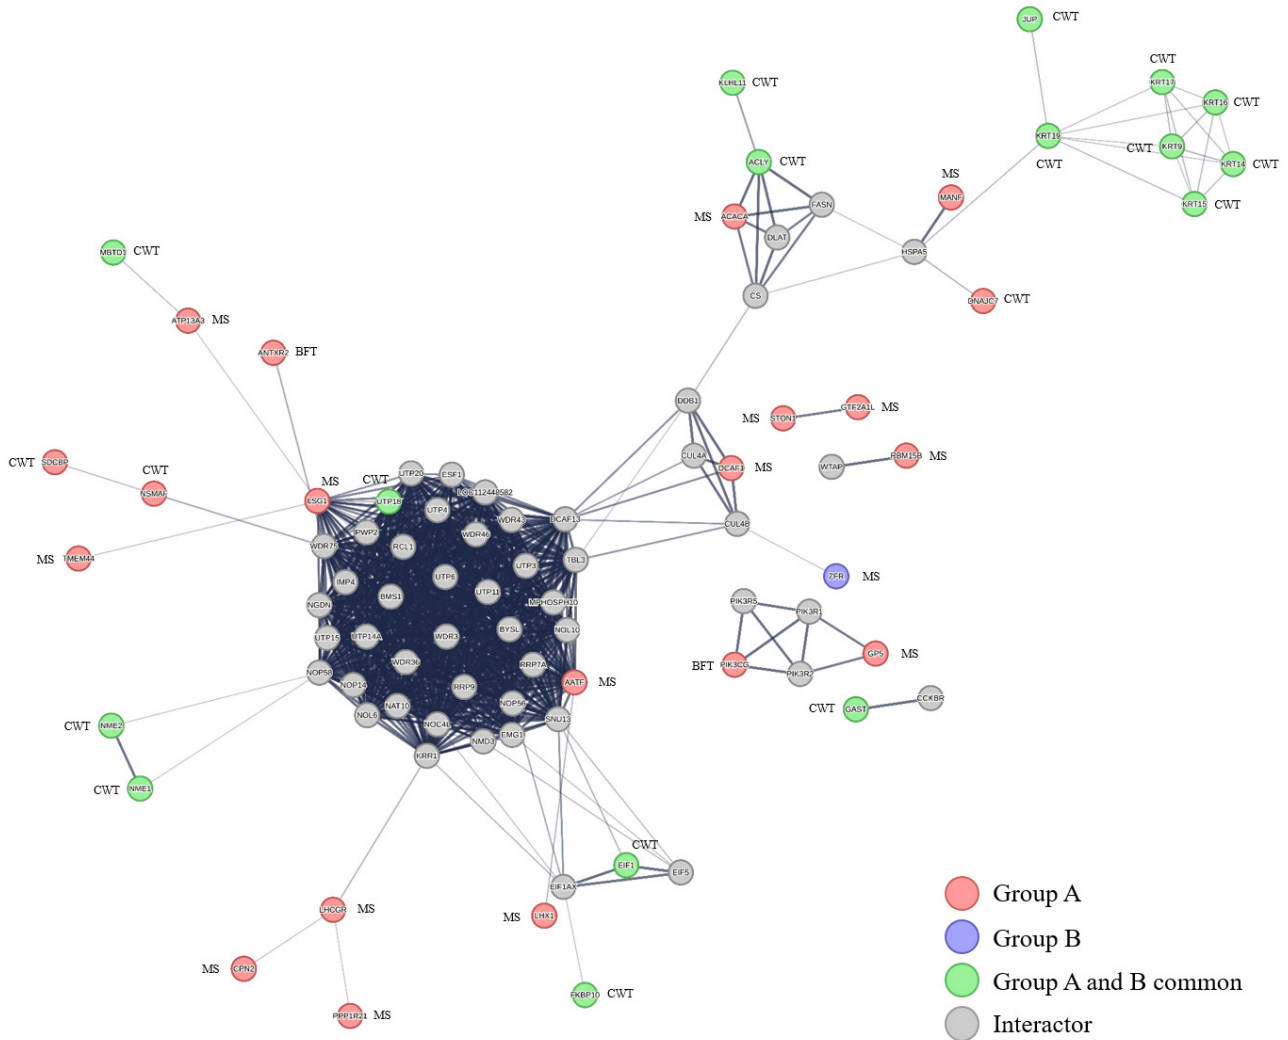 JUP CWT
KLHL11 CWT
CWT
KRT17
KRT16 CWT
KRT19
CWT
CWT KRT9
KRT14 CWT
KRT15 CWT
ACLY CWT
MS
MANF
MS ACACA
FASN
DLAT
HSPA5
MBTD1 CWT
CS
DNAJC7 CWT
ATP13A3 MS
ANTXR2 BFT
DDB1
MS STON1
GTF2A1L MS
CUL4A
DCAF1 MS
WTAP
RBM15B MS
CWT SDCBP
CWT
NSMAF
MS
LSG1
CWT
UTP18
UTP20
ESF1
LOC112448582
UTP4
WDR43
DCAF13
CUL4B
PWP2
WDR46
WDR75
RCL1
TBL3
MS TMEM44
UTP3
ZFR MS
IMP4
UTP6
BMS1
UTP11
NGDN
MPHOSPH10
PIK3R5
PIK3R1
UTP15
UTP14A
WDR3
BYSL
NOL10
GP5 MS
WDR36
RRP7A
BFT PIK3CG
PIK3R2
NOP58
NOP14
RRP9
AATF MS
CCKBR
CWT GAST
NAT10
NOP56
NOL6
NOC4L
SNU13
CWT NME2
NMD3
EMG1
KRR1
CWT NME1
CWT
EIF1
EIF5
EIF1AX
LHCGR MS
MS LHX1
MS CPN2
FKBP10 CWT
PPP1R21 MS
Group A
Group B
Group A and B common
Interactor